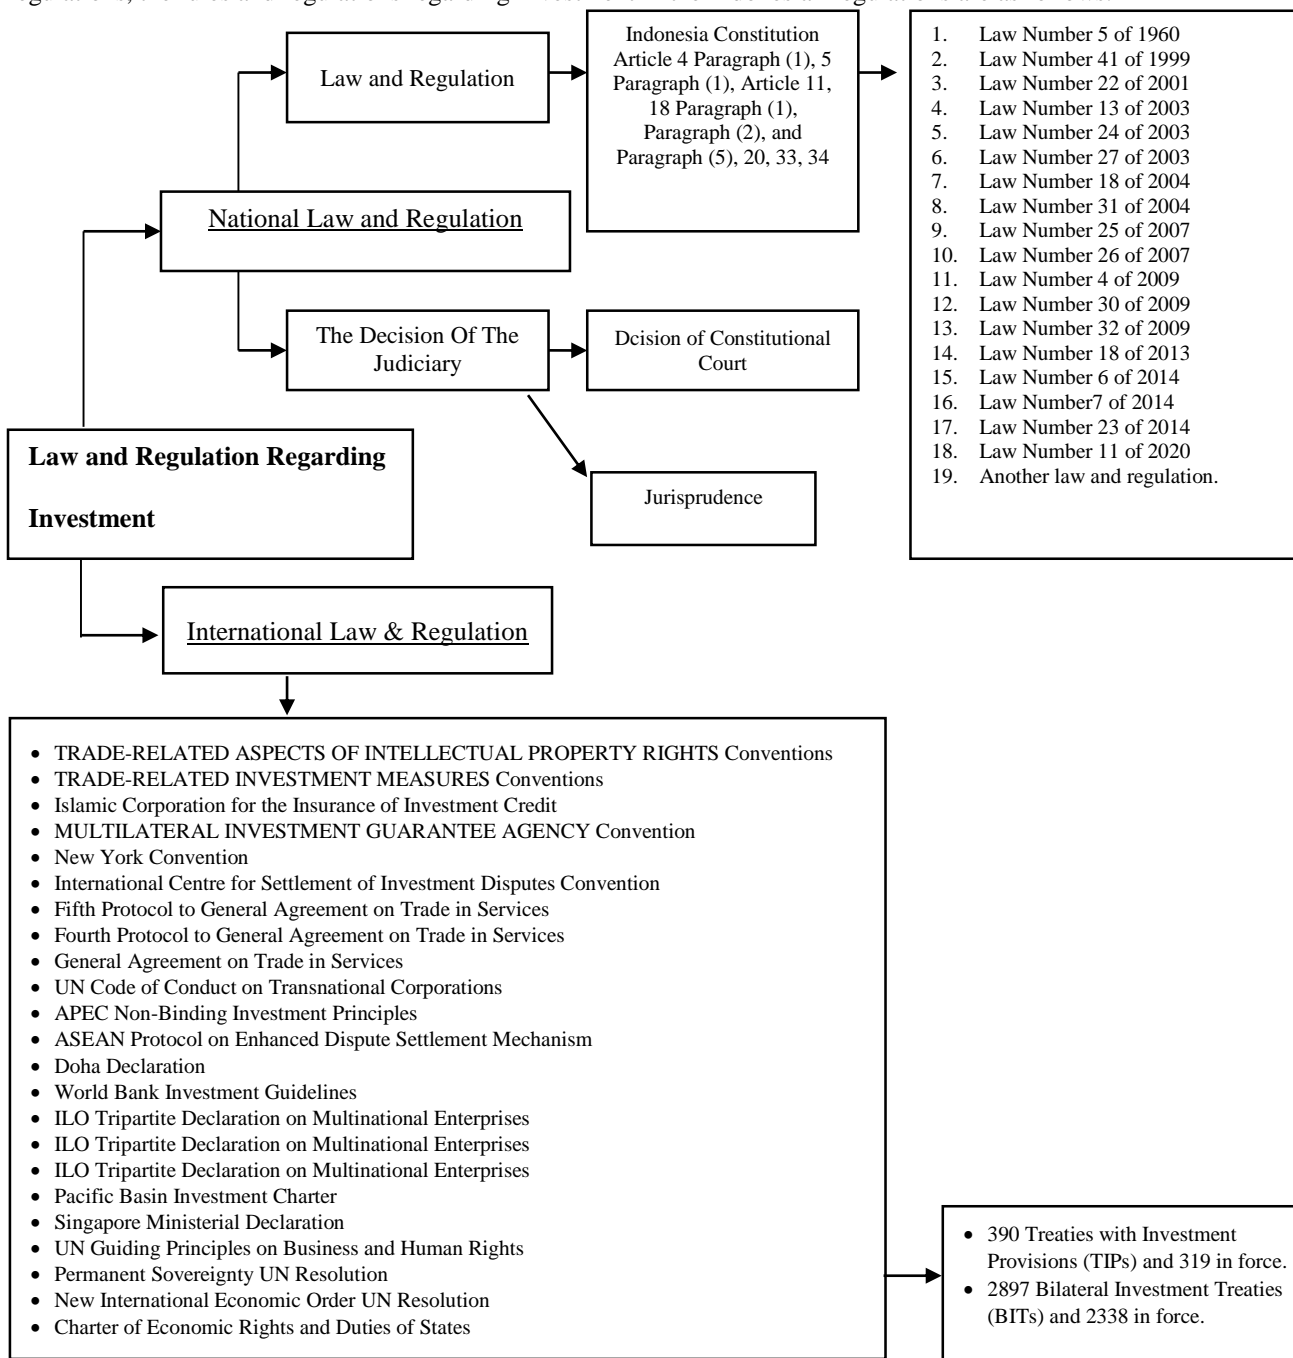 Law and Regulation
Indonesia Constitution
Article 4 Paragraph (1), 5
Paragraph (1), Article 11,
18 Paragraph (1),
Paragraph (2), and
Paragraph (5), 20, 33, 34
1. Law Number 5 of 1960
2. Law Number 41 of 1999
3. Law Number 22 of 2001
4. Law Number 13 of 2003
5. Law Number 24 of 2003
6. Law Number 27 of 2003
7. Law Number 18 of 2004
8. Law Number 31 of 2004
9. Law Number 25 of 2007
10. Law Number 26 of 2007
11. Law Number 4 of 2009
12. Law Number 30 of 2009
13. Law Number 32 of 2009
14. Law Number 18 of 2013
15. Law Number 6 of 2014
16. Law Number7 of 2014
17. Law Number 23 of 2014
18. Law Number 11 of 2020
19. Another law and regulation.
National Law and Regulation
The Decision Of The
Judiciary
Dcision of Constitutional
Court
Jurisprudence
Law and Regulation Regarding
Investment
International Law & Regulation
• TRADE-RELATED ASPECTS OF INTELLECTUAL PROPERTY RIGHTS Conventions
• TRADE-RELATED INVESTMENT MEASURES Conventions
• Islamic Corporation for the Insurance of Investment Credit
• MULTILATERAL INVESTMENT GUARANTEE AGENCY Convention
• New York Convention
• International Centre for Settlement of Investment Disputes Convention
• Fifth Protocol to General Agreement on Trade in Services
• Fourth Protocol to General Agreement on Trade in Services
• General Agreement on Trade in Services
• UN Code of Conduct on Transnational Corporations
• APEC Non-Binding Investment Principles
• ASEAN Protocol on Enhanced Dispute Settlement Mechanism
• Doha Declaration
• World Bank Investment Guidelines
• ILO Tripartite Declaration on Multinational Enterprises
• ILO Tripartite Declaration on Multinational Enterprises
• ILO Tripartite Declaration on Multinational Enterprises
• Pacific Basin Investment Charter
• Singapore Ministerial Declaration
• UN Guiding Principles on Business and Human Rights
• Permanent Sovereignty UN Resolution
• New International Economic Order UN Resolution
• Charter of Economic Rights and Duties of States
• 390 Treaties with Investment
Provisions (TIPs) and 319 in force.
• 2897 Bilateral Investment Treaties
(BITs) and 2338 in force.